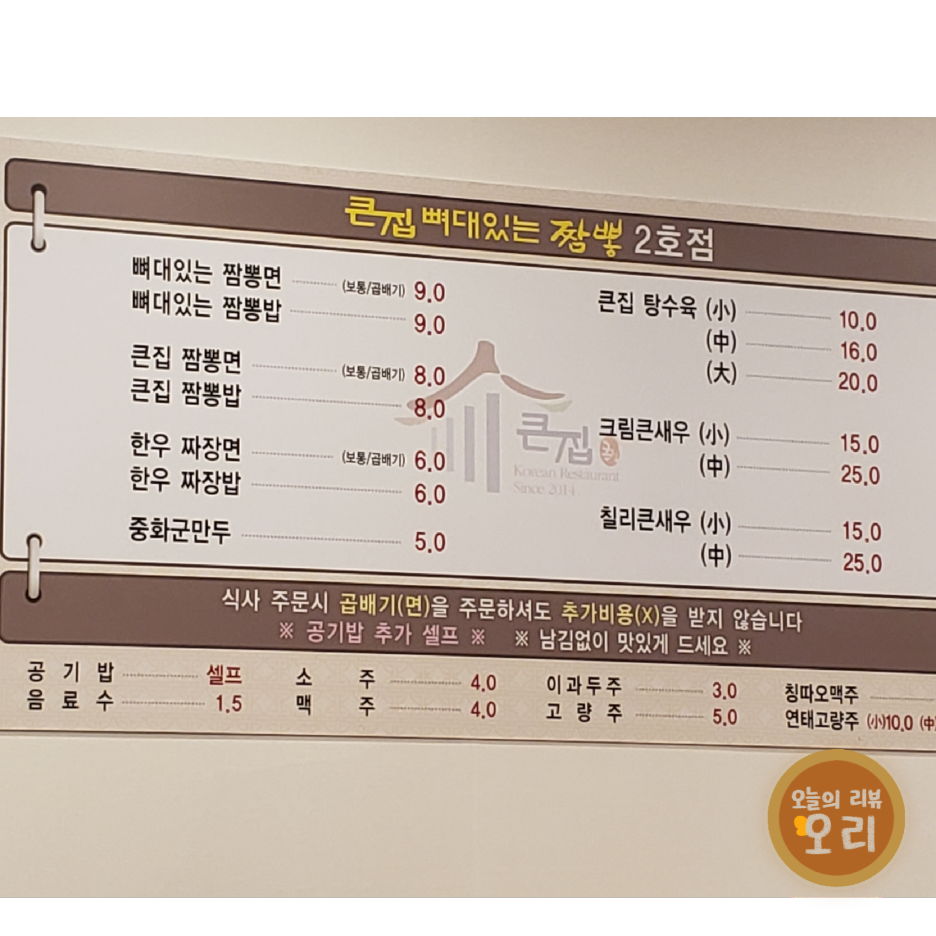 큰집 뼈대있는 짬뽕 2호점
뼈대있는 짬뽕면 (보통/곱배기) 9.0
뼈대있는 짬뽕밥 9.0
큰집 짬뽕면 (보통/곱배기) 8.0
큰집 짬뽕밥 8.0
한우 짜장면 (보통/곱배기) 6.0
한우 짜장밥 6.0
중화군만두 5.0
큰집
Korean Restaurant
Since 2014
큰집 탕수육 (小) 10.0
(中) 16.0
(大) 20.0
크림큰새우 (小) 15.0
(中) 25.0
칠리큰새우 (小) 15.0
(中) 25.0
식사 주문시 곱배기(면)을 주문하셔도 추가비용(X)을 받지 않습니다
※ 공기밥 추가 셀프 ※ ※ 남김없이 맛있게 드세요 ※
공기밥 셀프 소주 4.0 이과두주 3.0 칭따오맥주
음료수 1.5 맥주 4.0 고량주 5.0 연태고량주 (小)10.0 (中)
오늘의 리뷰
오리